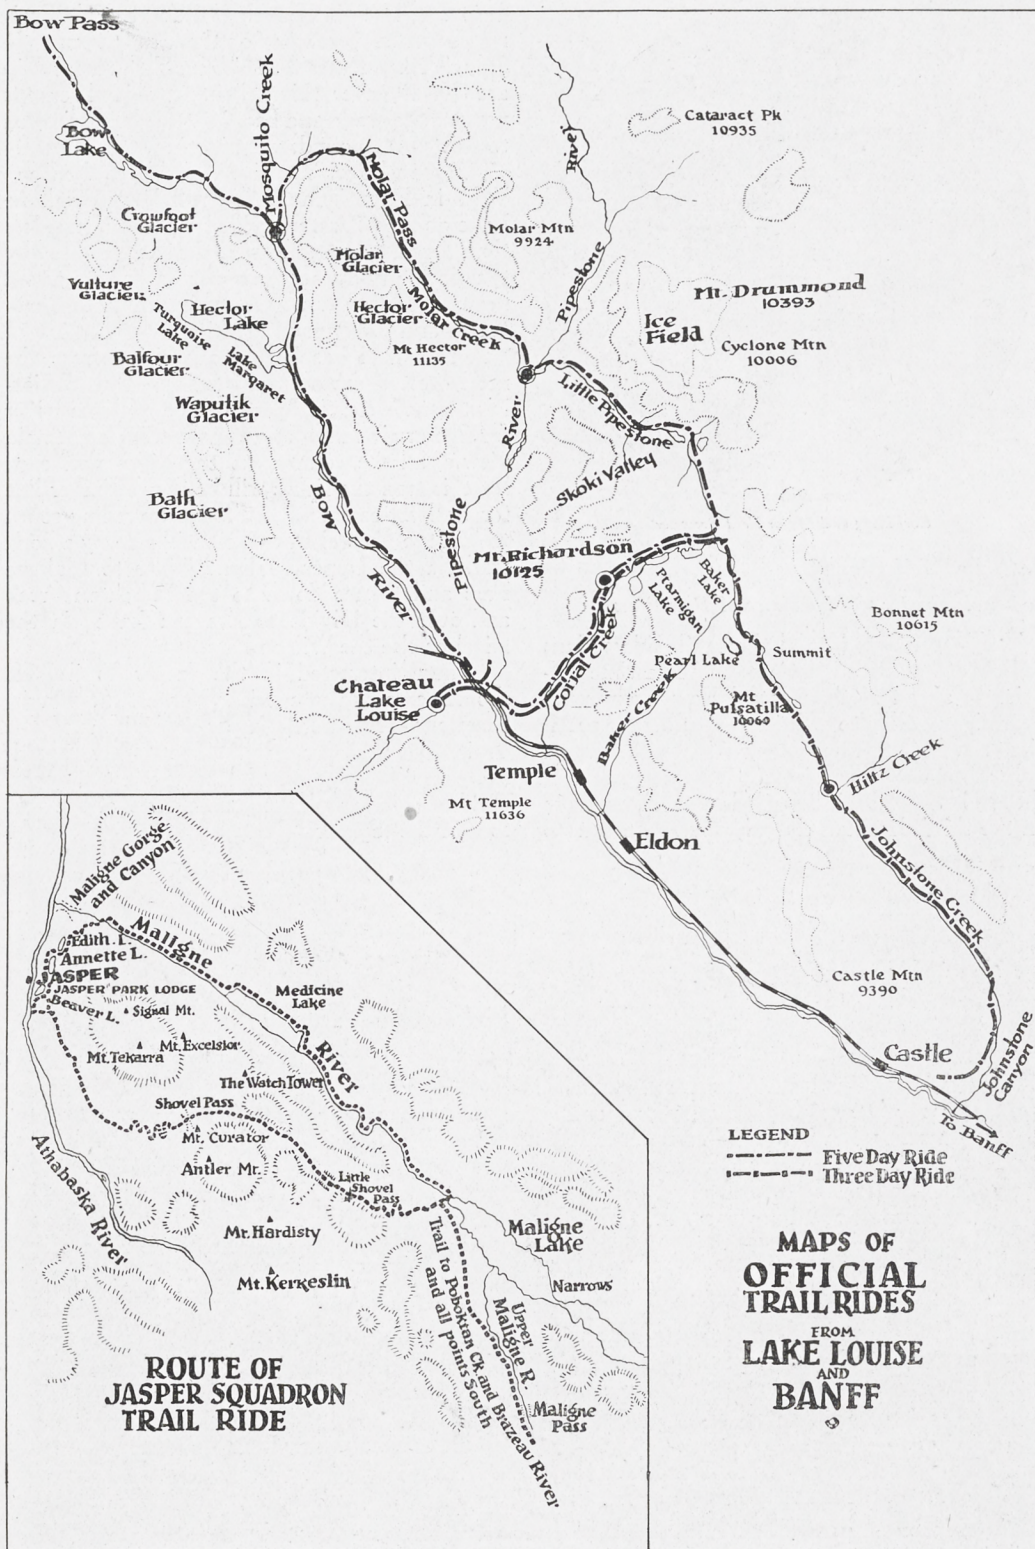 Bow Pass
Mosquito Creek
Bow
Lake
River
Cataract Pk
10935
Molar Pass
Crowfoot
Glacier
Molar Mtn
9924
Molar
Glacier
Pipestone
Vulture
Glacier
Mt. Drummond
10393
Hector
Lake
Turquoise
Lake
Hector
Glacier
Molar Creek
Ice
Field
Cyclone Mtn
10006
Mt Hector
11135
Balfour
Glacier
Lake
Margaret
Waputik
Glacier
Little Pipestone
River
Skoki Valley
Bath
Glacier
Bow
River
Pipestone
Mt. Richardson
10125
Ptarmigan
Lake
Baker
Lake
Bonnet Mtn
10615
Corral Creek
Pearl Lake
Summit
Chateau
Lake
Louise
Mt
Pulsatilla
10060
Baker Creek
Temple
Hiltz Creek
Mt Temple
11636
Eldon
Johnstone Creek
Castle Mtn
9390
Castle
Johnstone
Canyon
To Banff
LEGEND
Five Day Ride
Three Day Ride
MAPS OF
OFFICIAL
TRAIL RIDES
FROM
LAKE LOUISE
AND
BANFF
Maligne Gorge
and Canyon
Maligne
Edith. L.
Annette L.
JASPER
JASPER PARK LODGE
Beaver L.
Signal Mt.
Medicine
Lake
Mt. Excelsior
Mt. Tekarra
River
The Watch Tower
Shovel Pass
Mt. Curator
Antler Mt.
Little
Shovel
Pass
Athabaska River
Mt. Hardisty
Maligne
Lake
Mt. Kerkeslin
Narrows
Trail to Poboktan Ck. and Brazeau River
and all points South
Upper
Maligne R.
Maligne
Pass
ROUTE OF
JASPER SQUADRON
TRAIL RIDE